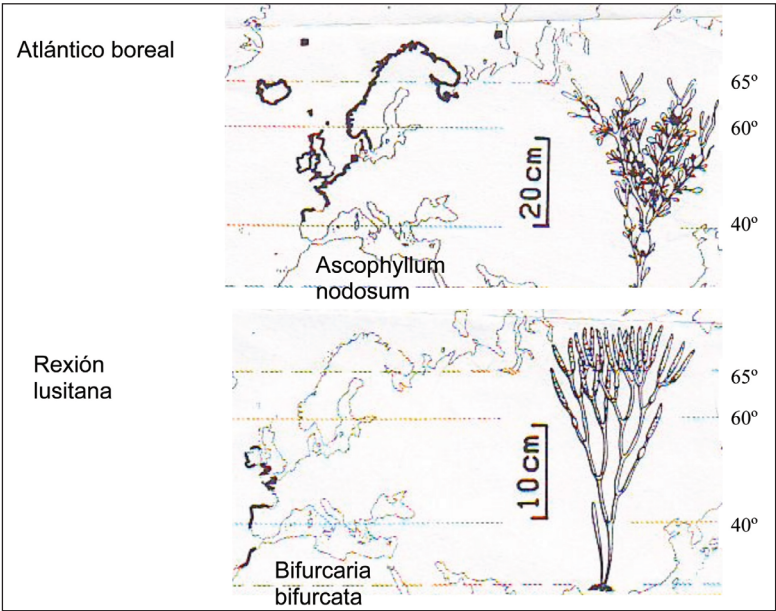 Atlántico boreal
65º
60º
20 cm
40º
Ascophyllum
nodosum
Rexión
lusitana
65º
60º
10 cm
40º
Bifurcaria
bifurcata